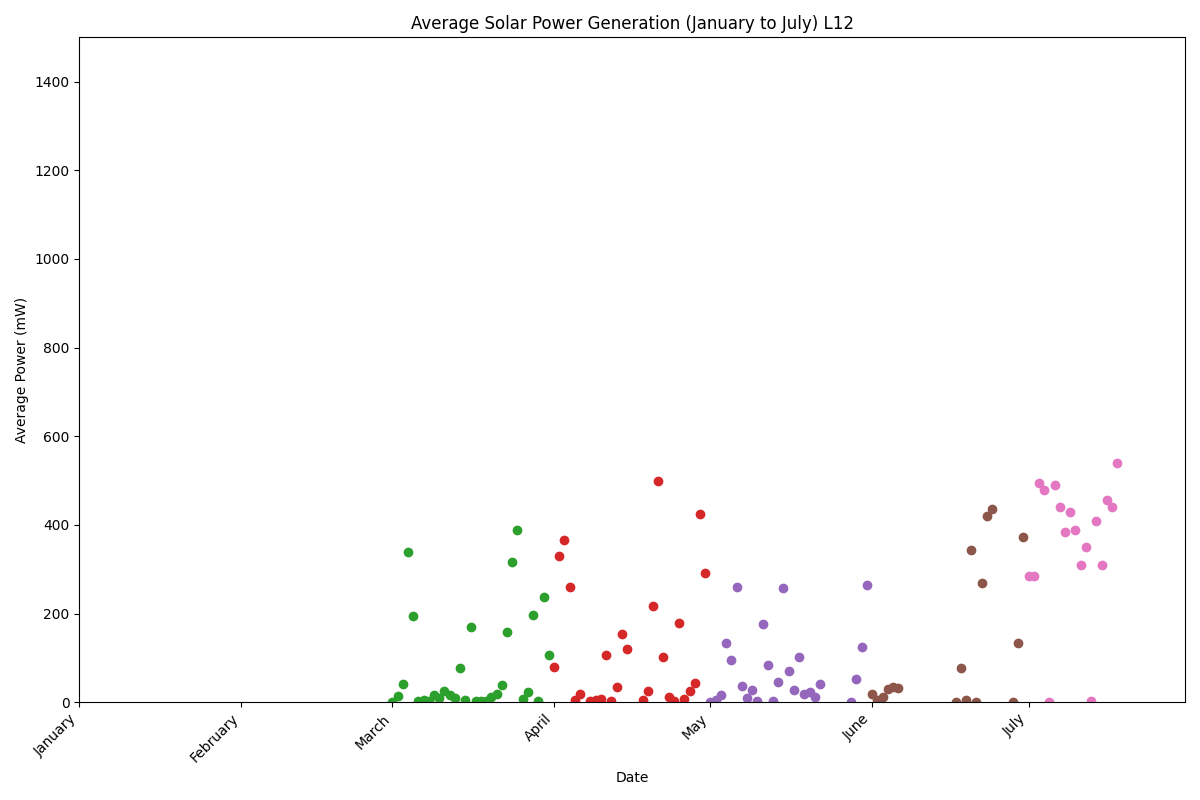 Average Solar Power Generation (January to July) L12
1400
1200
1000
800
600
400
200
0
Average Power (mW)
January
February
March
April
May
June
July
Date